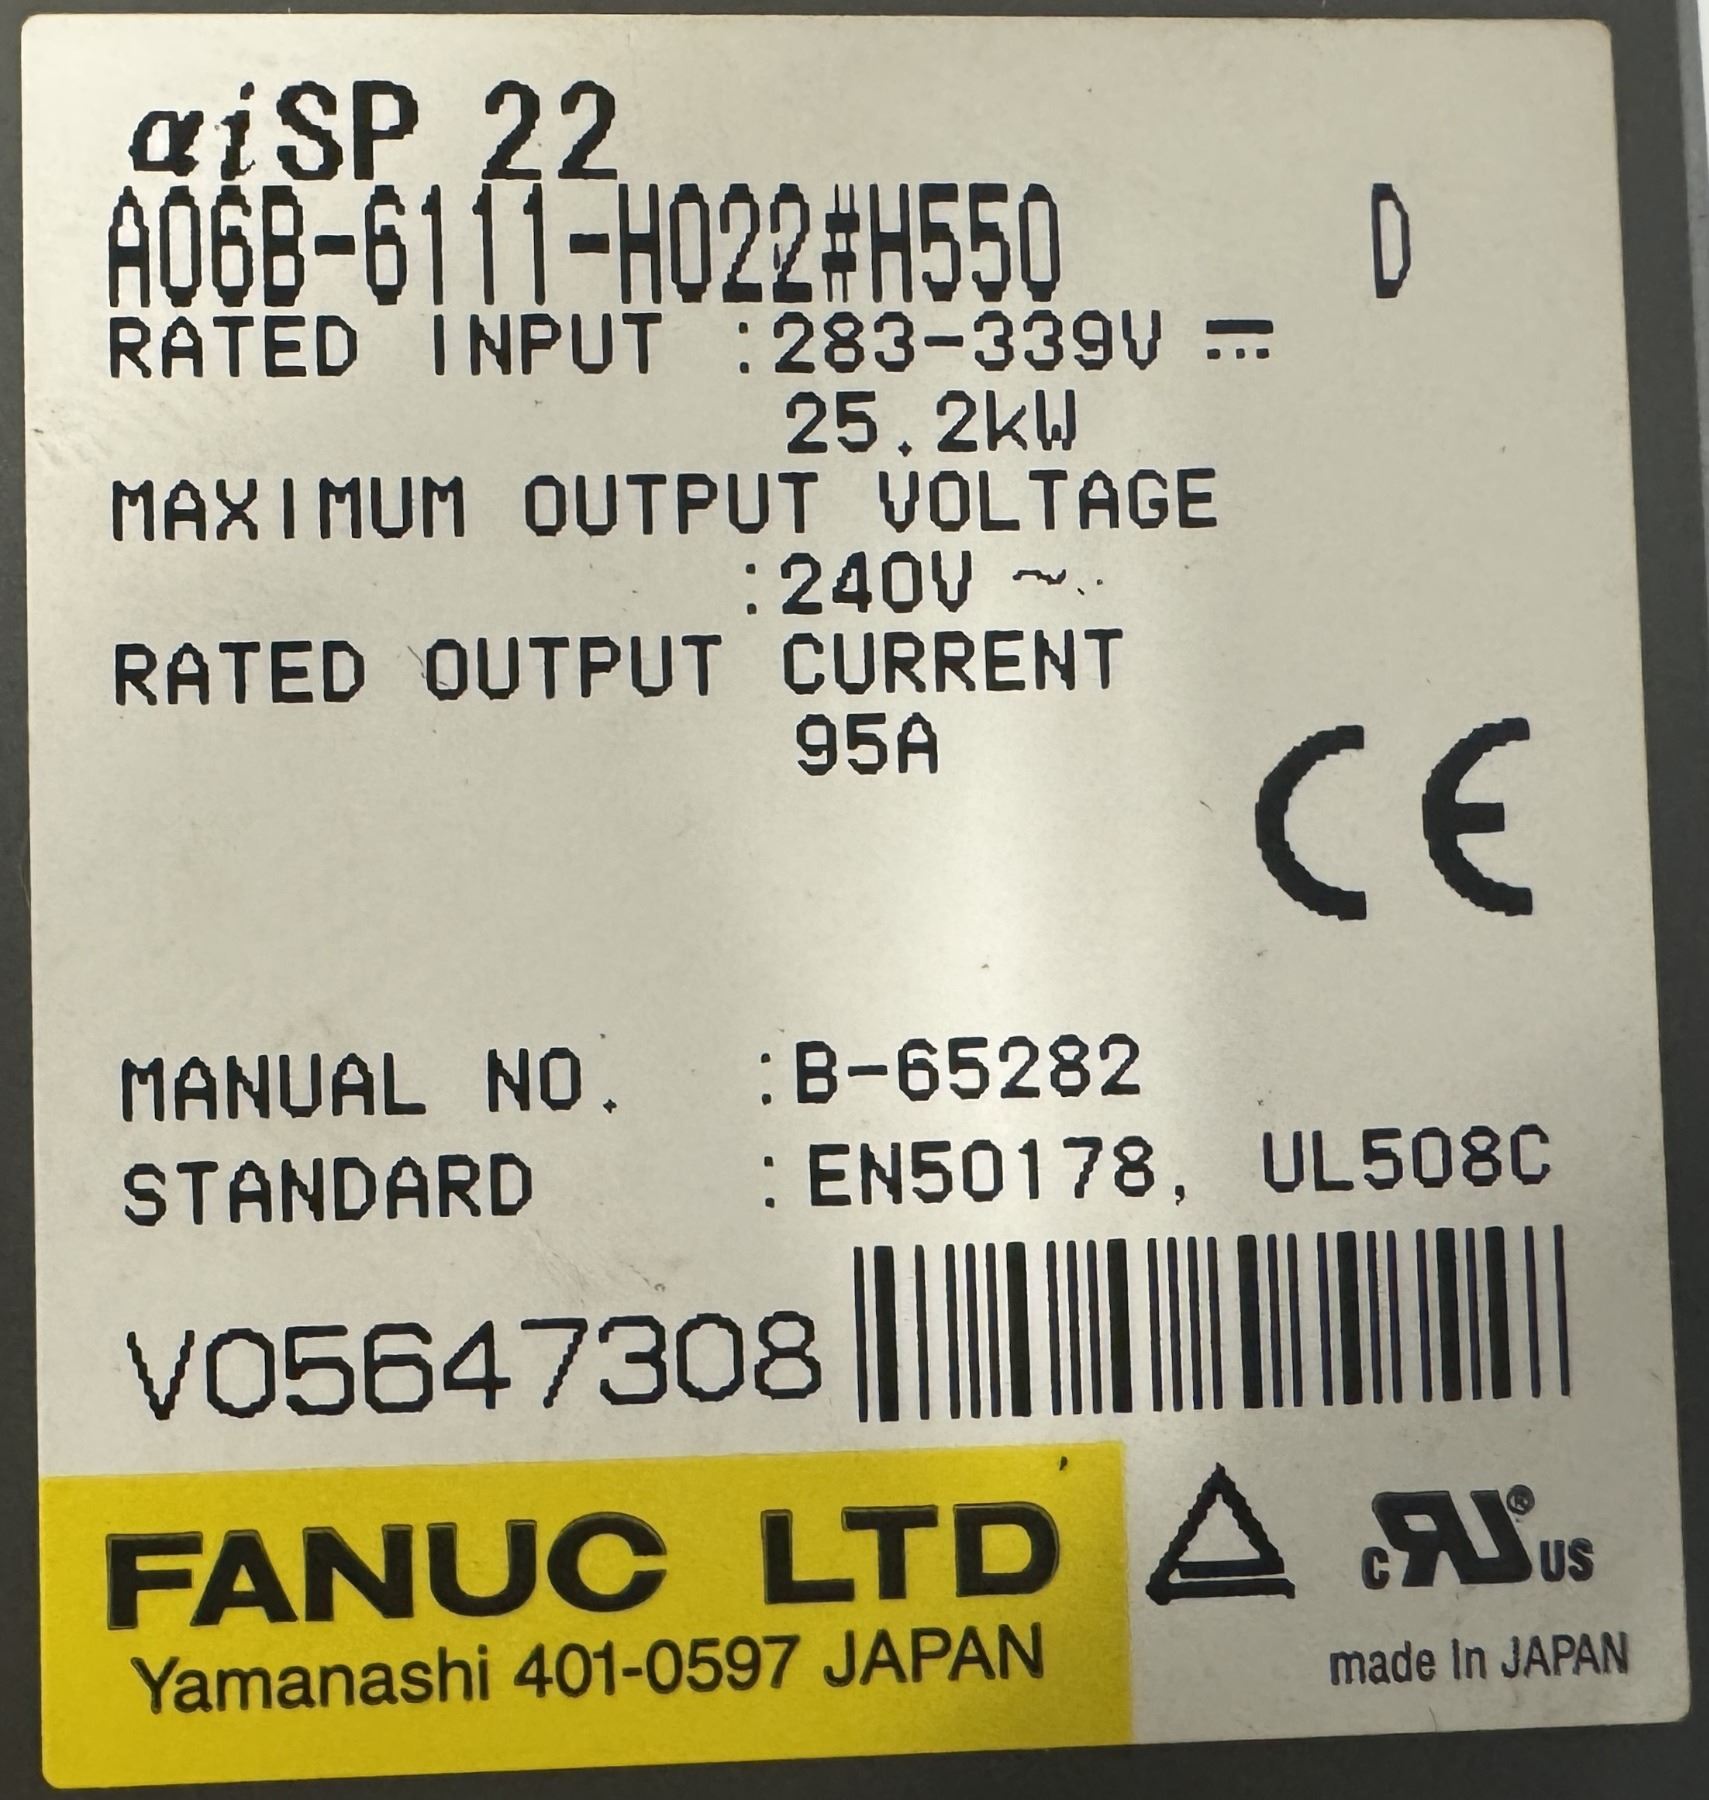 αiSP 22
A06B-6111-H022#H550 D
RATED INPUT :283-339V ⎓
25.2kW
MAXIMUM OUTPUT VOLTAGE
:240V ~
RATED OUTPUT CURRENT
95A
CE
MANUAL NO. :B-65282
STANDARD :EN50178, UL508C
V05647308
FANUC LTD
Yamanashi 401-0597 JAPAN
c RU ® US
made in JAPAN